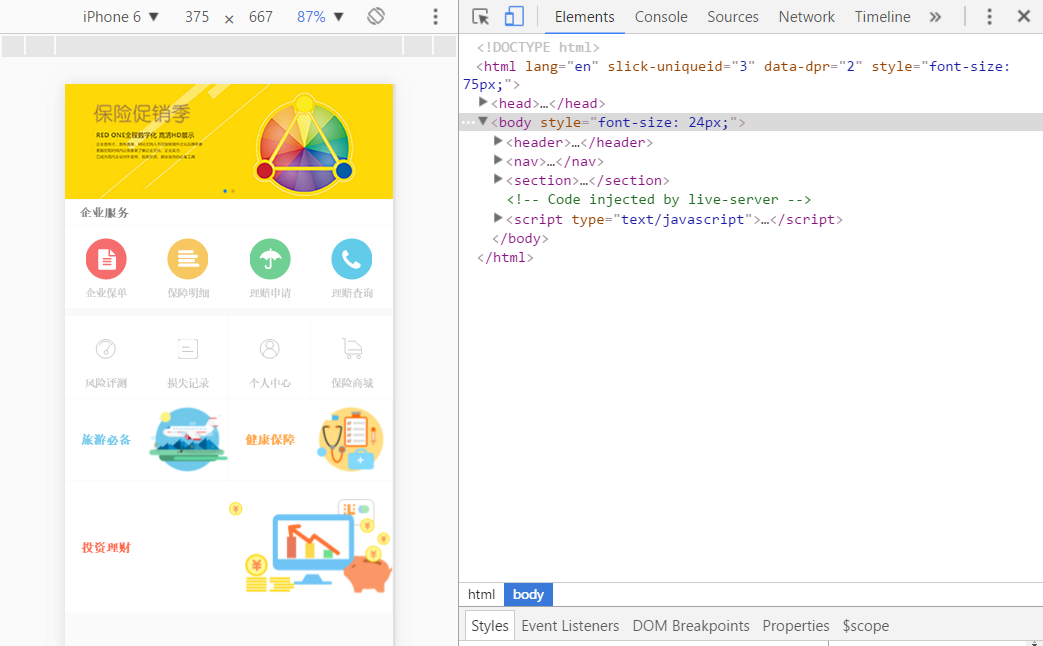 iPhone 6 ▼ 375 × 667 87% ▼
Elements Console Sources Network Timeline »
<!DOCTYPE html>
<html lang="en" slick-uniqueid="3" data-dpr="2" style="font-size:
75px;">
▶<head>…</head>
…▼<body style="font-size: 24px;">
▶<header>…</header>
▶<nav>…</nav>
▶<section>…</section>
<!-- Code injected by live-server -->
▶<script type="text/javascript">…</script>
</body>
</html>
html body
Styles Event Listeners DOM Breakpoints Properties $scope
保险促销季
RED ONE全程数字化 高清HD展示
企业服务
企业保单 保障明细 理赔申请 理赔查询
风险评测 损失记录 个人中心 保险商城
旅游必备 健康保障
投资理财